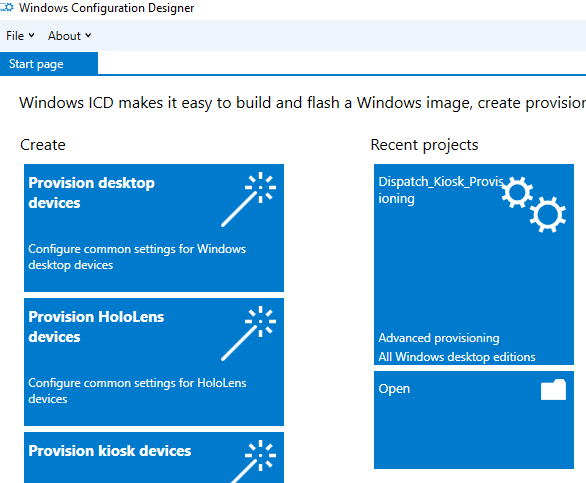 Windows Configuration Designer
File
About
Start page
Windows ICD makes it easy to build and flash a Windows image, create provision
Create
Provision desktop
devices
Configure common settings for Windows
desktop devices
Provision HoloLens
devices
Configure common settings for HoloLens
devices
Provision kiosk devices
Recent projects
Dispatch_Kiosk_Provis
ioning
Advanced provisioning
All Windows desktop editions
Open